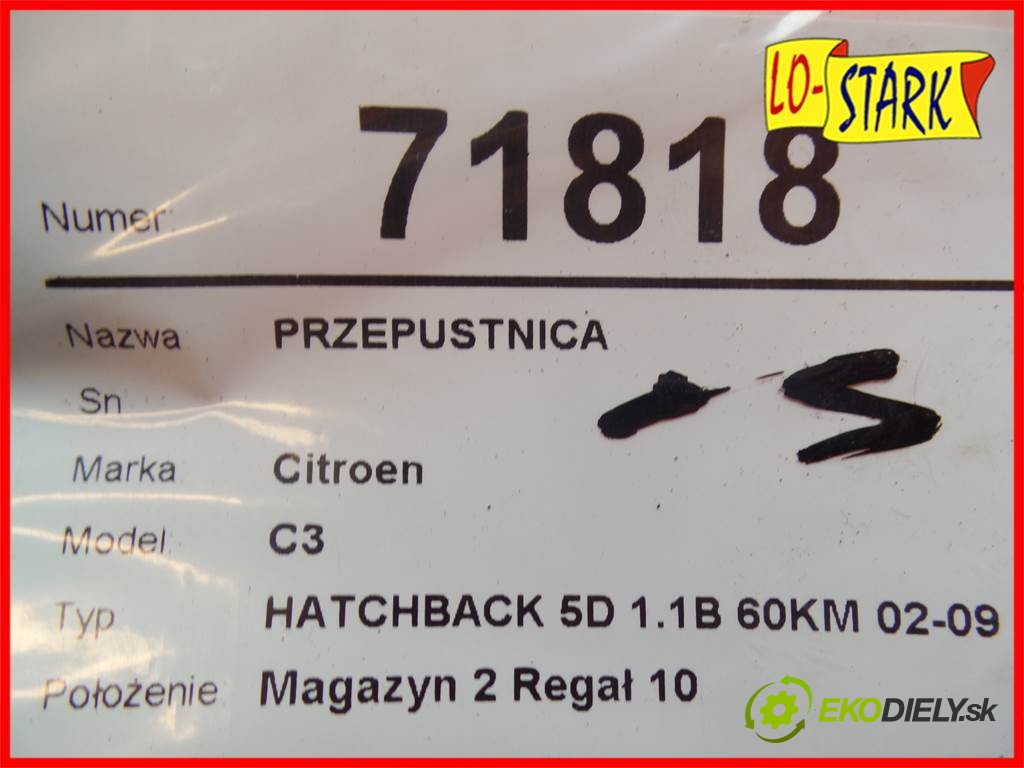 LO-STARK
Numer: 71818
Nazwa PRZEPUSTNICA
Sn
Marka Citroen
Model: C3
Typ HATCHBACK 5D 1.1B 60KM 02-09
Położenie Magazyn 2 Regał 10
EKODIELY.sk